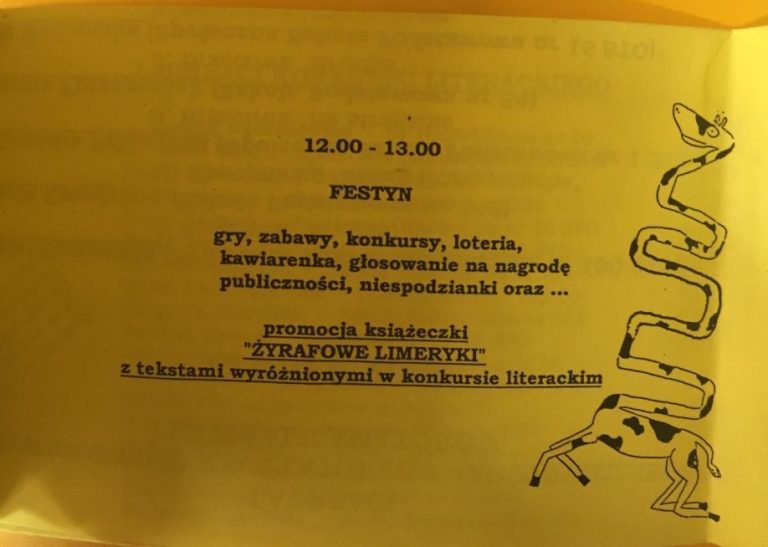 12.00 - 13.00
FESTYN
gry, zabawy, konkursy, loteria,
kawiarenka, głosowanie na nagrodę
publiczności, niespodzianki oraz ...
promocja książeczki
"ŻYRAFOWE LIMERYKI"
z tekstami wyróżnionymi w konkursie literackim